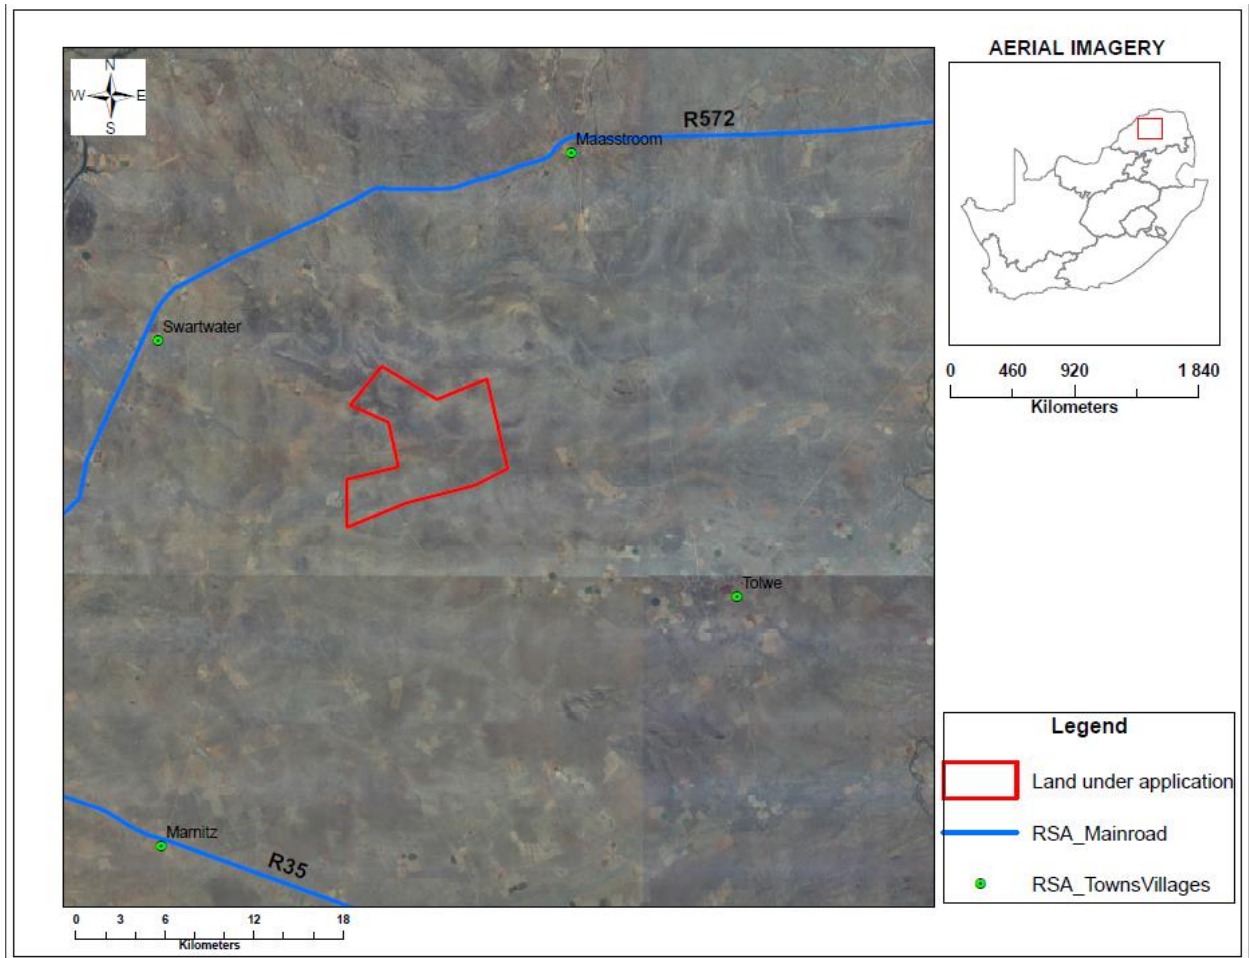 AERIAL IMAGERY
N
W E
S
R572
Maasstroom
Swartwater
0 460 920 1 840
Kilometers
Tolwe
Legend
Land under application
RSA_Mainroad
RSA_TownsVillages
Marnitz
R35
0 3 6 12 18
Kilometers